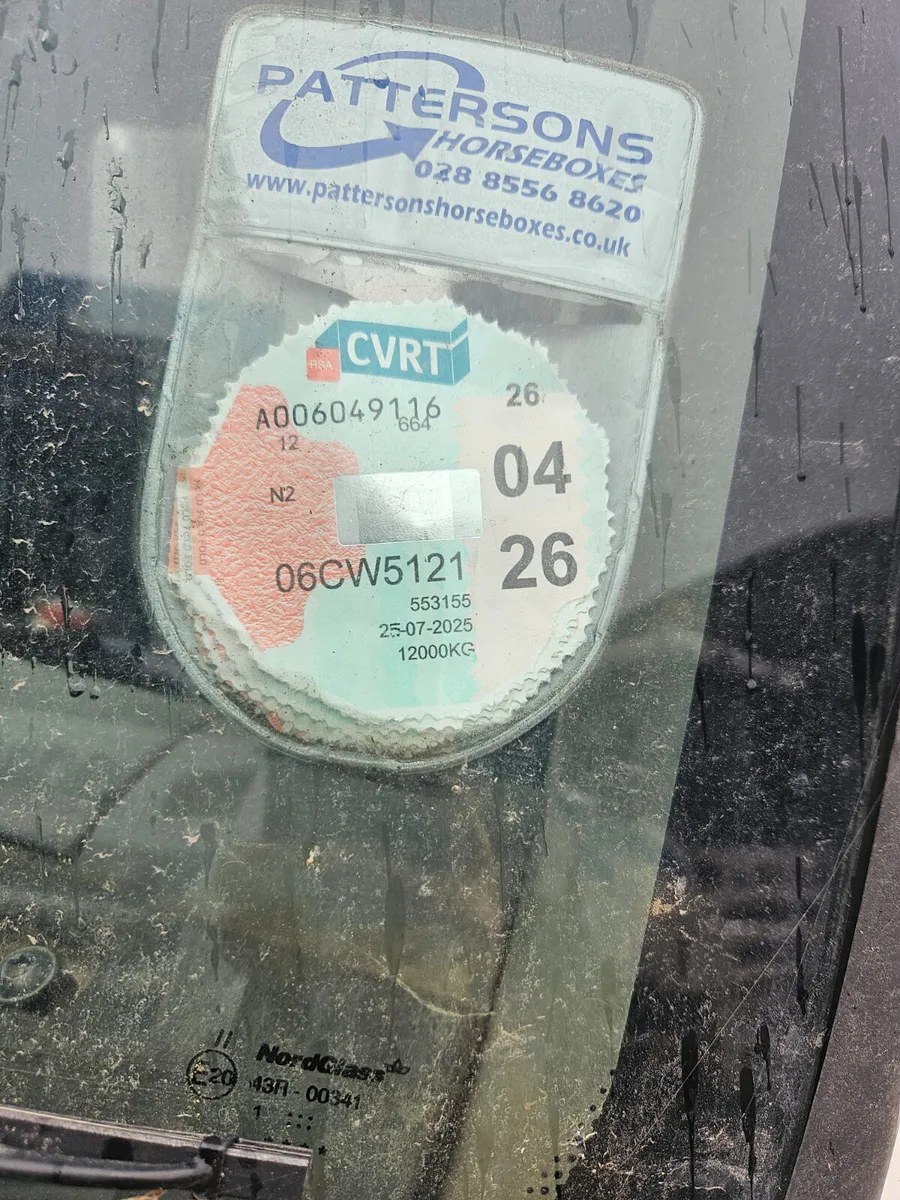 PATTERSONS
HORSEBOXES
028 8556 8620
www.pattersonshorseboxes.co.uk
RSA
CVRT
A006049116
664
12
26
04
N2
26
06CW5121
553155
25-07-2025
12000KG
NordGlass
E20
43R - 00341
1